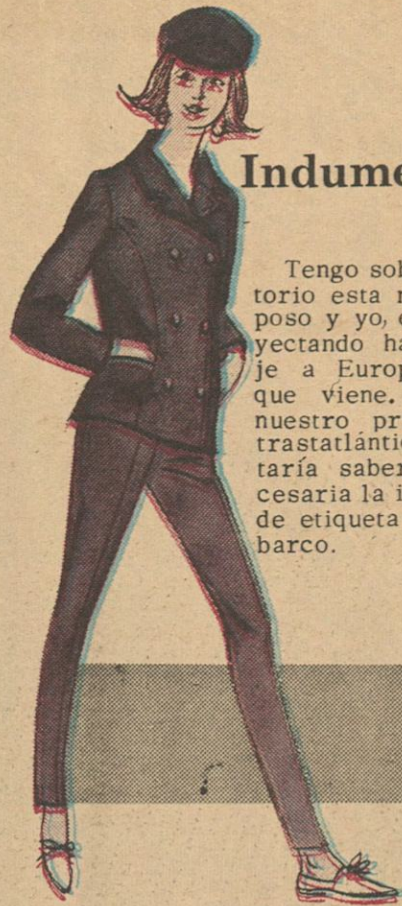 Indume
Tengo sol
torio esta
poso y yo, e
yectando ha
je a Europ
que viene.
nuestro pr
trastatlántic
taría saber
cesaria la i
de etiqueta
barco.